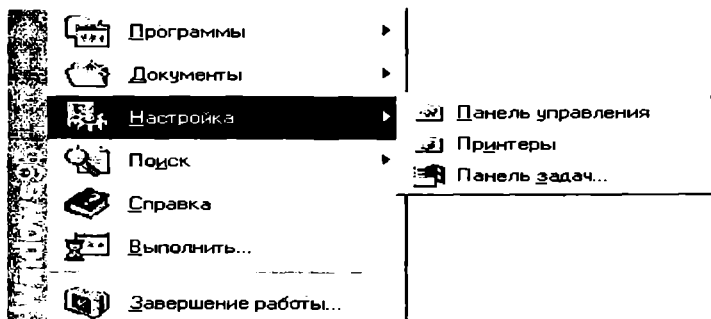 Программы
Документы
Настройка
Поиск
Справка
Выполнить...
Завершение работы...
Панель управления
Принтеры
Панель задач...